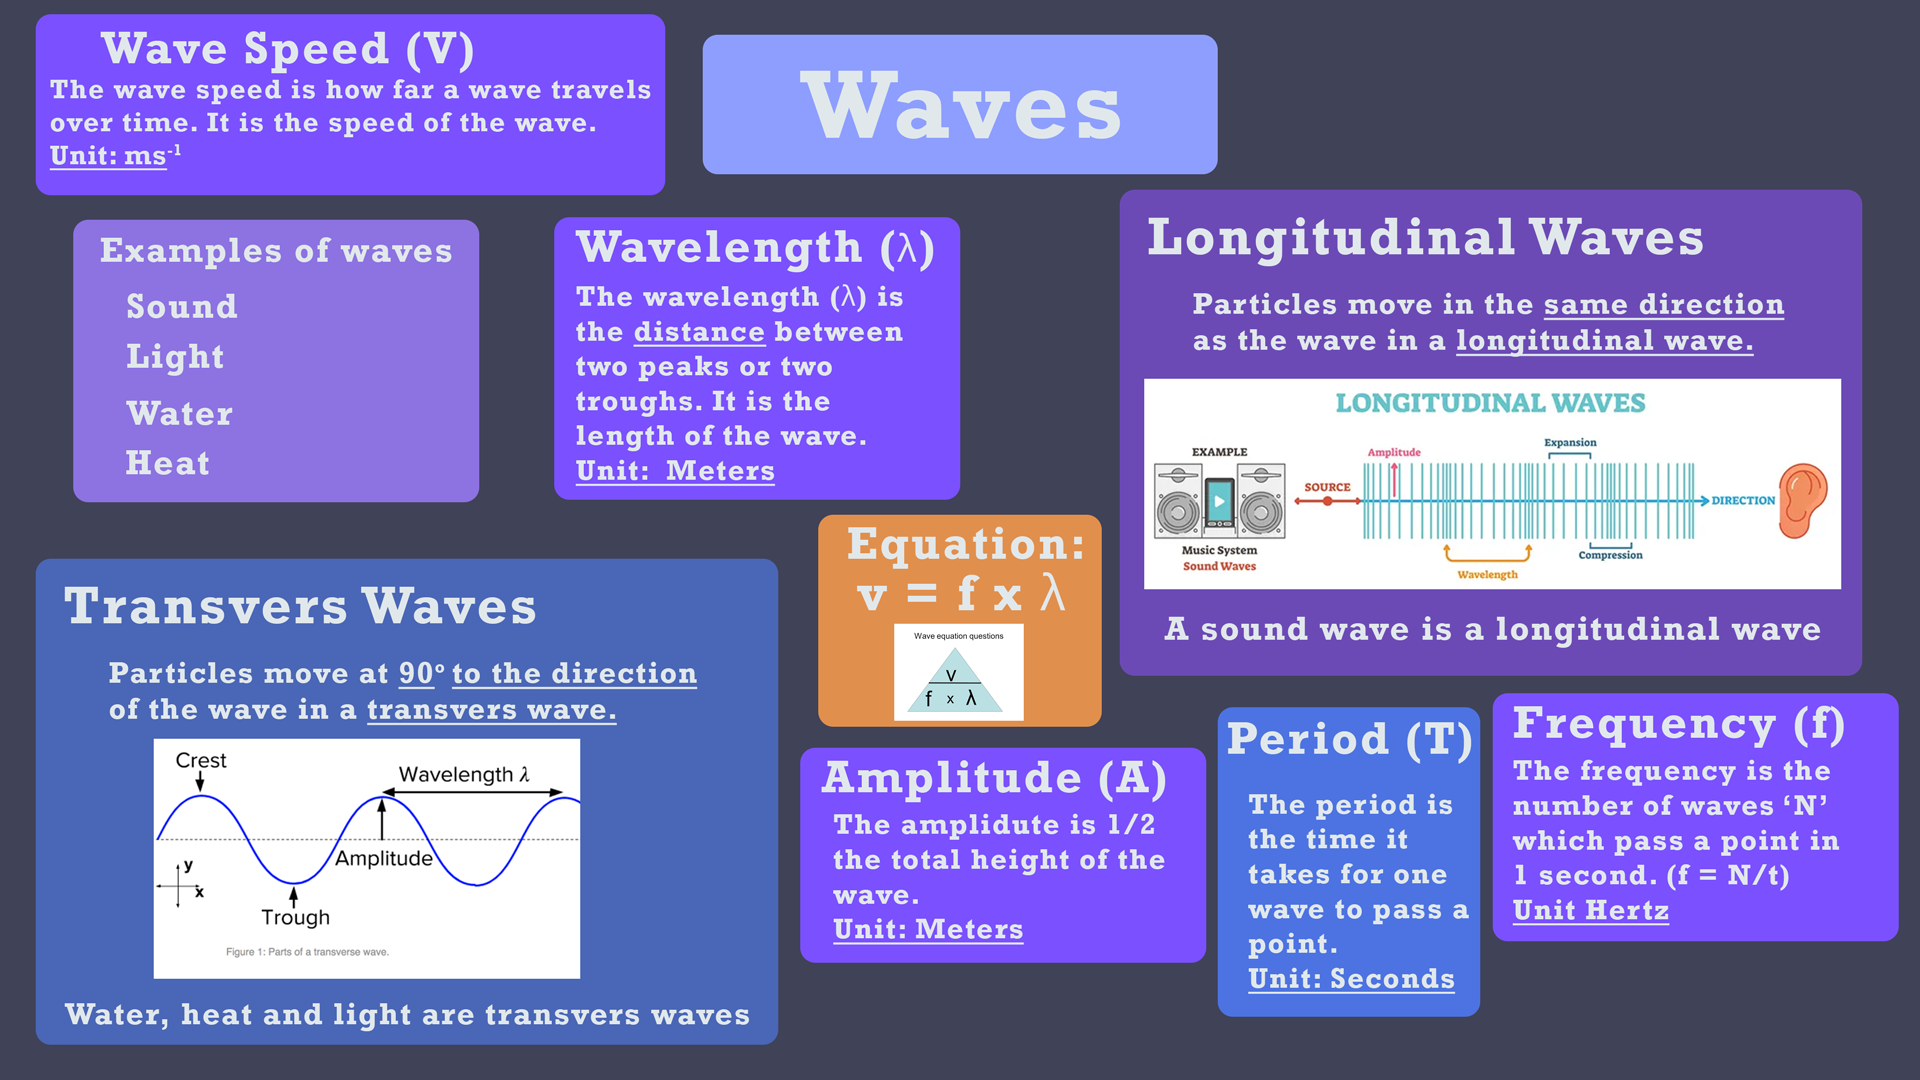 Wave Speed (V)
The wave speed is how far a wave travels
over time. It is the speed of the wave.
Unit: ms-1
Waves
Examples of waves
Sound
Light
Water
Heat
Wavelength (λ)
The wavelength (λ) is
the distance between
two peaks or two
troughs. It is the
length of the wave.
Unit:  Meters
Longitudinal Waves
Particles move in the same direction
as the wave in a longitudinal wave.
LONGITUDINAL WAVES
EXAMPLE
Music System
Sound Waves
SOURCE
Amplitude
Expansion
DIRECTION
Wavelength
Compression
A sound wave is a longitudinal wave
Equation:
v = f x λ
Wave equation questions
v
f x λ
Transvers Waves
Particles move at 90º to the direction
of the wave in a transvers wave.
Crest
Wavelength λ
Amplitude
y
x
Trough
Figure 1: Parts of a transverse wave.
Water, heat and light are transvers waves
Amplitude (A)
The amplidute is 1/2
the total height of the
wave.
Unit: Meters
Period (T)
The period is
the time it
takes for one
wave to pass a
point.
Unit: Seconds
Frequency (f)
The frequency is the
number of waves ‘N’
which pass a point in
1 second. (f = N/t)
Unit Hertz